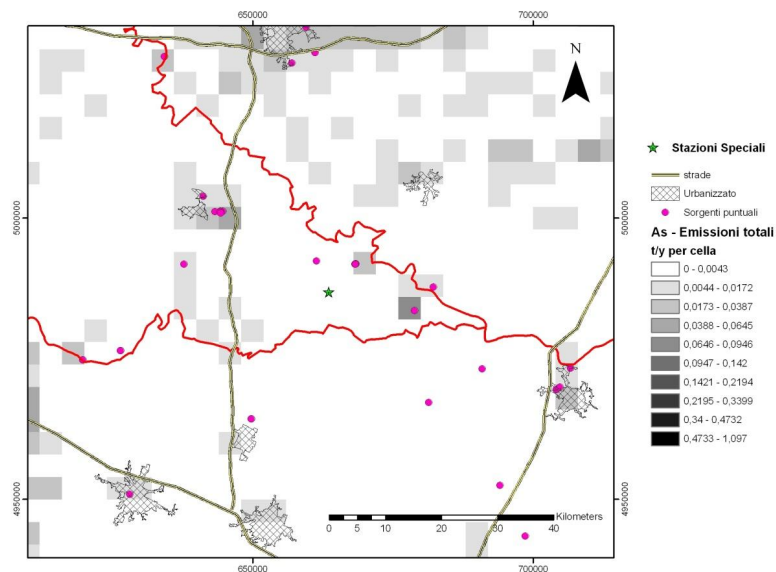 650000
700000
N
5000000
5000000
4950000
4950000
Kilometers
0
5
10
20
30
40
650000
700000
Stazioni Speciali
strade
Urbanizzato
Sorgenti puntuali
As - Emissioni totali
t/y per cella
0 - 0,0043
0,0044 - 0,0172
0,0173 - 0,0387
0,0388 - 0,0645
0,0646 - 0,0946
0,0947 - 0,142
0,1421 - 0,2194
0,2195 - 0,3399
0,34 - 0,4732
0,4733 - 1,097